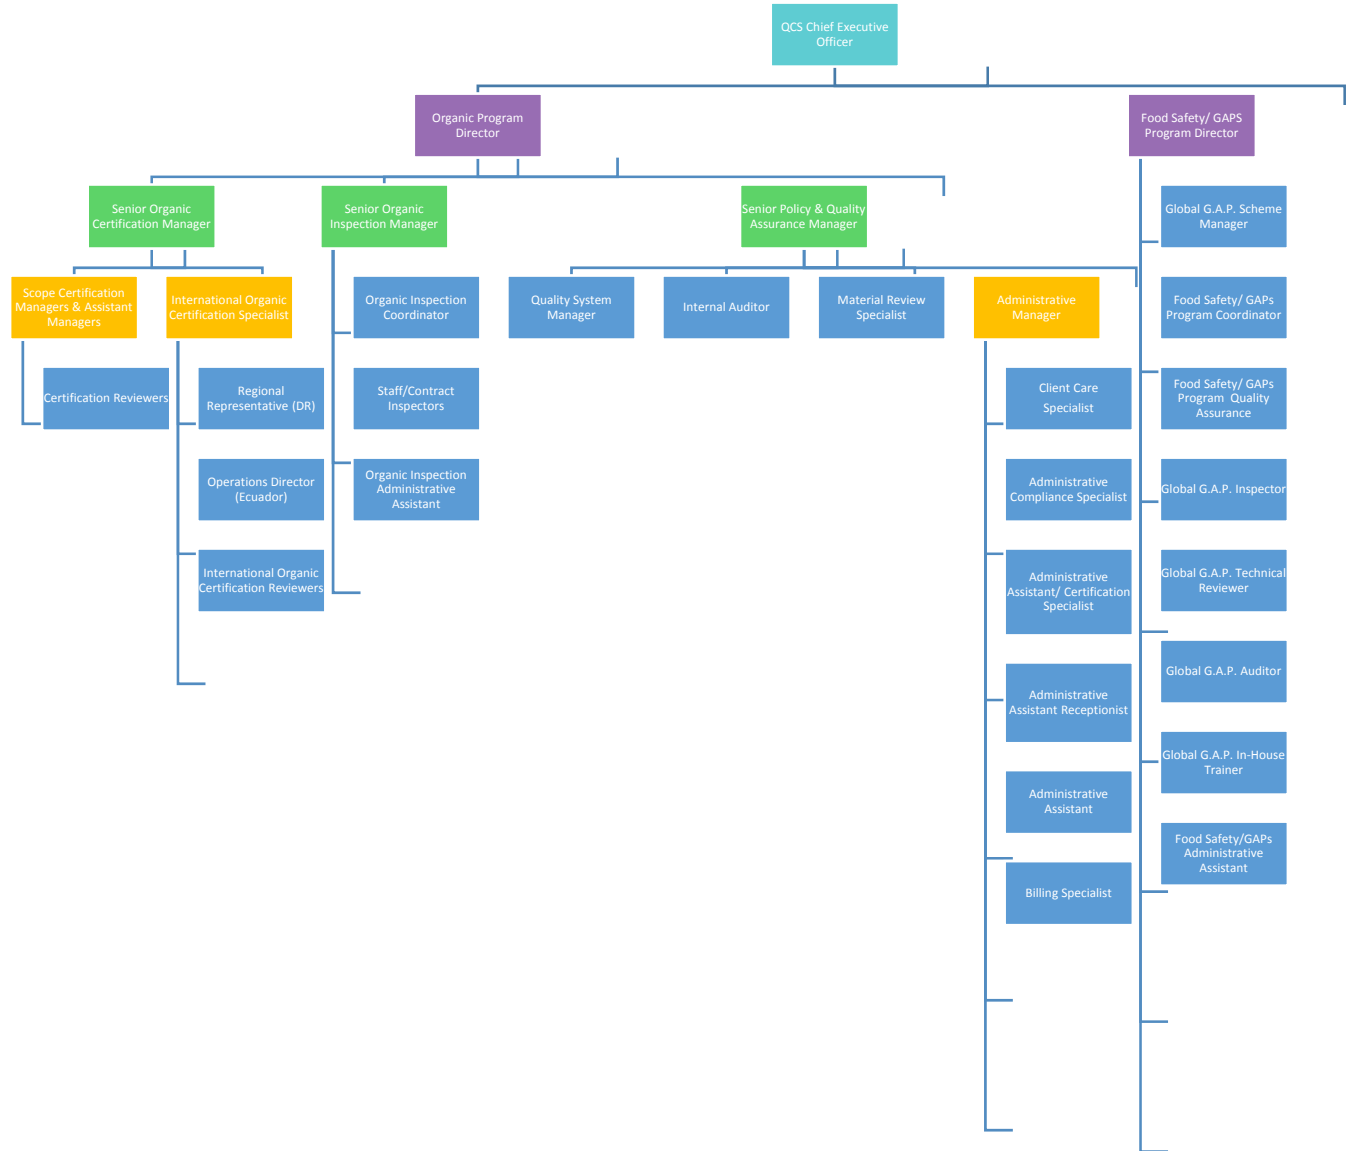 QCS Chief Executive
Officer
Organic Program
Director
Food Safety/ GAPS
Program Director
Senior Organic
Certification Manager
Senior Organic
Inspection Manager
Senior Policy & Quality
Assurance Manager
Global G.A.P. Scheme
Manager
Scope Certification
Managers & Assistant
Managers
International Organic
Certification Specialist
Organic Inspection
Coordinator
Quality System
Manager
Internal Auditor
Material Review
Specialist
Administrative
Manager
Food Safety/ GAPs
Program Coordinator
Certification Reviewers
Regional
Representative (DR)
Staff/Contract
Inspectors
Client Care
Specialist
Food Safety/ GAPs
Program Quality
Assurance
Operations Director
(Ecuador)
Organic Inspection
Administrative
Assistant
Administrative
Compliance Specialist
Global G.A.P. Inspector
International Organic
Certification Reviewers
Administrative
Assistant/ Certification
Specialist
Global G.A.P. Technical
Reviewer
Administrative
Assistant Receptionist
Global G.A.P. Auditor
Administrative
Assistant
Global G.A.P. In-House
Trainer
Billing Specialist
Food Safety/GAPs
Administrative
Assistant